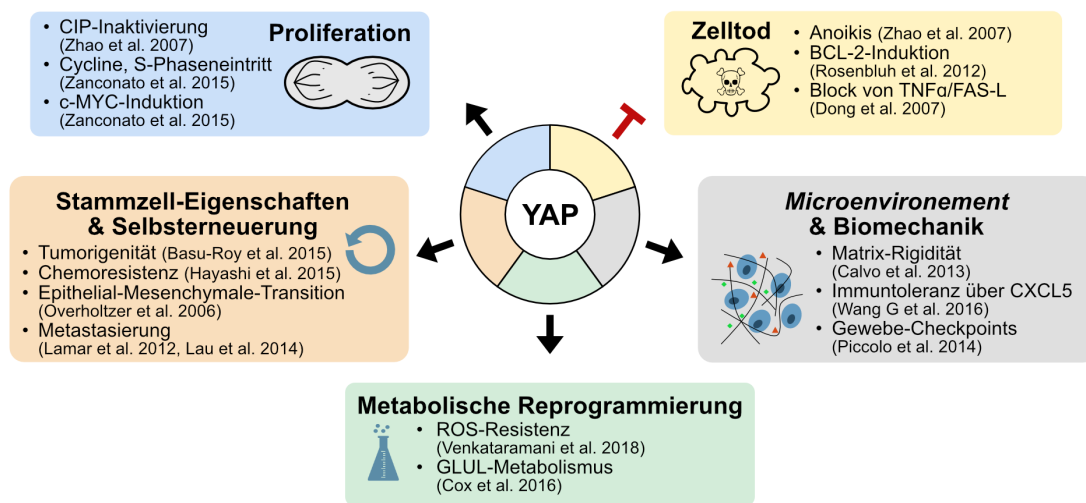 Proliferation
• CIP-Inaktivierung
(Zhao et al. 2007)
• Cycline, S-Phaseneintritt
(Zanconato et al. 2015)
• c-MYC-Induktion
(Zanconato et al. 2015)
Zelltod
• Anoikis (Zhao et al. 2007)
• BCL-2-Induktion
(Rosenbluh et al. 2012)
• Block von TNFα/FAS-L
(Dong et al. 2007)
YAP
Stammzell-Eigenschaften
& Selbsterneuerung
• Tumorigenität (Basu-Roy et al. 2015)
• Chemoresistenz (Hayashi et al. 2015)
• Epithelial-Mesenchymale-Transition
(Overholtzer et al. 2006)
• Metastasierung
(Lamar et al. 2012, Lau et al. 2014)
Microenvironement
& Biomechanik
• Matrix-Rigidität
(Calvo et al. 2013)
• Immuntoleranz über CXCL5
(Wang G et al. 2016)
• Gewebe-Checkpoints
(Piccolo et al. 2014)
Metabolische Reprogrammierung
• ROS-Resistenz
(Venkataramani et al. 2018)
• GLUL-Metabolismus
(Cox et al. 2016)